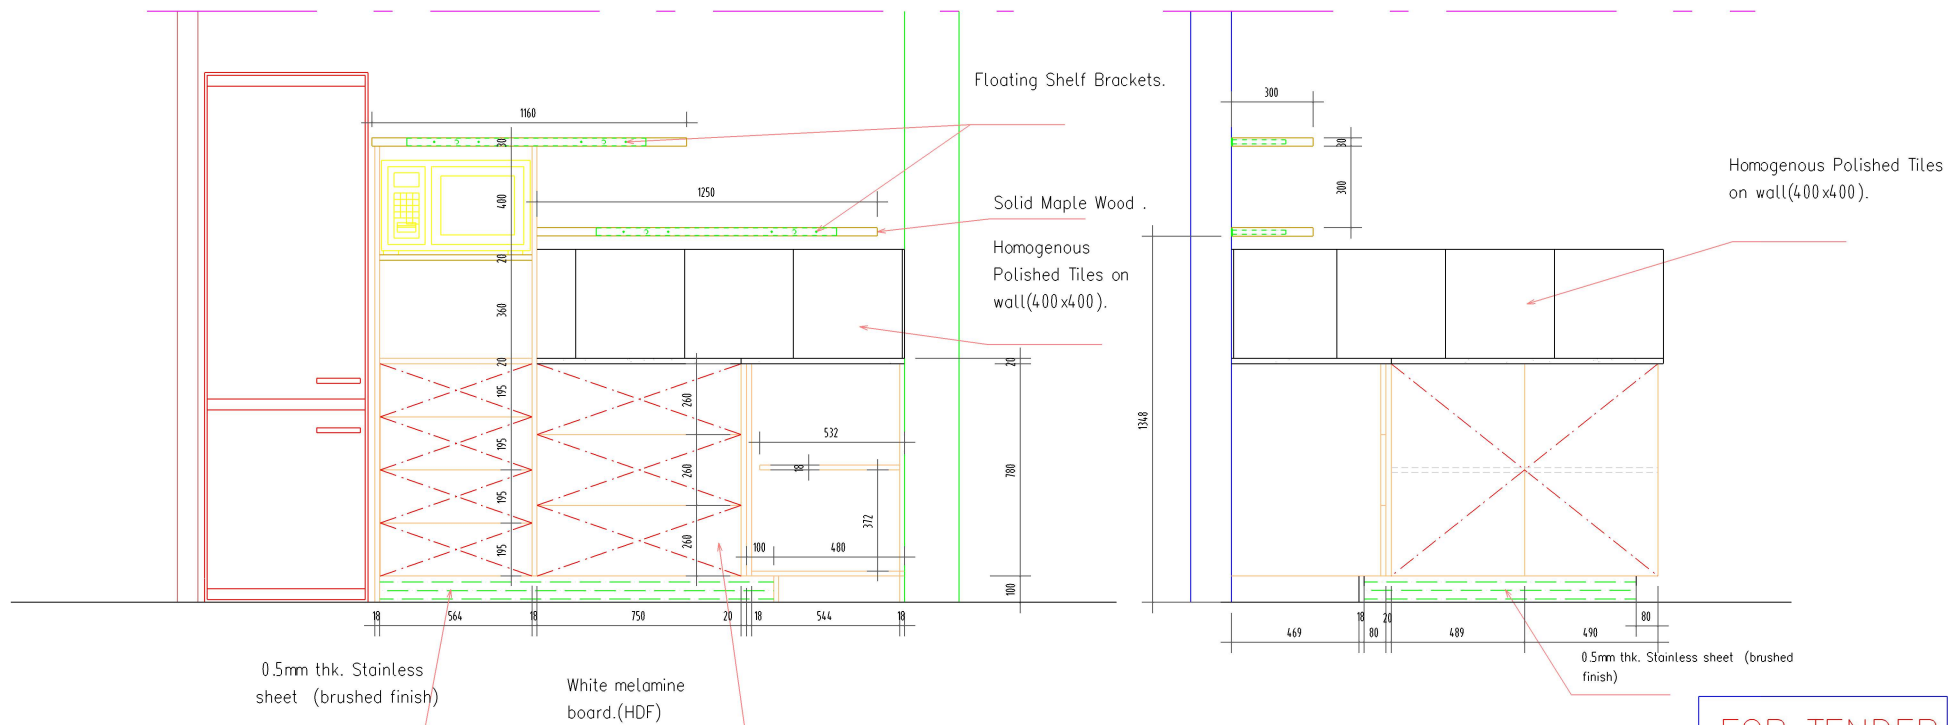 Floating Shelf Brackets.
1160
300
30
30
Homogenous Polished Tiles
on wall(400x400).
400
1250
300
Solid Maple Wood .
Homogenous
Polished Tiles on
wall(400x400).
20
360
20
20
195
260
1348
532
195
260
18
780
195
372
195
260
100
480
100
18
564
18
750
20
18
544
18
18
20
80
469
80
489
490
0.5mm thk. Stainless
sheet (brushed finish)
White melamine
board.(HDF)
0.5mm thk. Stainless sheet (brushed
finish)
FOR TENDER